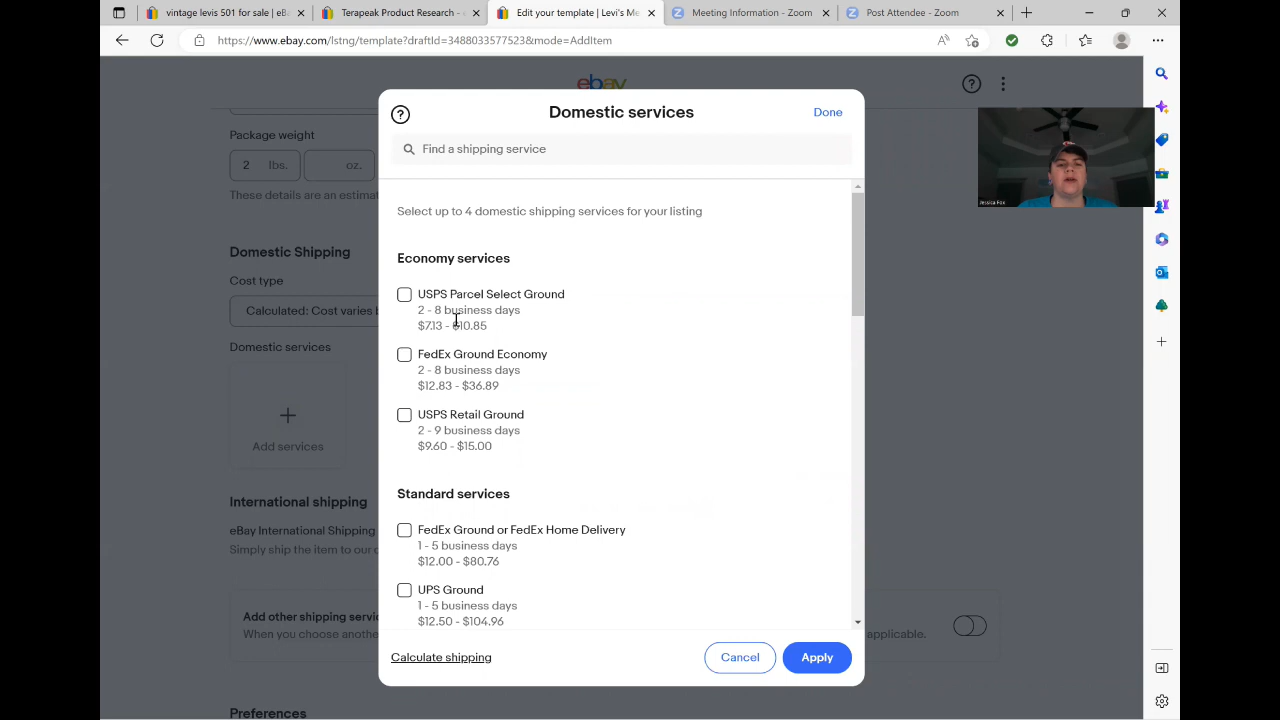 vintage levis 501 for sale | eB
Terapeak Product Research - 
Edit your template | Levi's Me
Meeting Information - Zoom
Post Attendee - Zoom
https://www.ebay.com/lstng/template?draftId=3488033577523&mode=AddItem
ebay
Domestic services
Done
Find a shipping service
Package weight
2 lbs. oz.
These details are an estimat
Jessica Fox
Select up to 4 domestic shipping services for your listing
Domestic Shipping
Cost type
Calculated: Cost varies b
Domestic services
Add services
Economy services
USPS Parcel Select Ground
2 - 8 business days
$7.13 - $10.85
FedEx Ground Economy
2 - 8 business days
$12.83 - $36.89
USPS Retail Ground
2 - 9 business days
$9.60 - $15.00
Standard services
FedEx Ground or FedEx Home Delivery
1 - 5 business days
$12.00 - $80.76
UPS Ground
1 - 5 business days
$12.50 - $104.96
International shipping
eBay International Shipping
Simply ship the item to our d
Add other shipping servic
When you choose anothe
applicable.
Calculate shipping
Cancel
Apply
Preferences